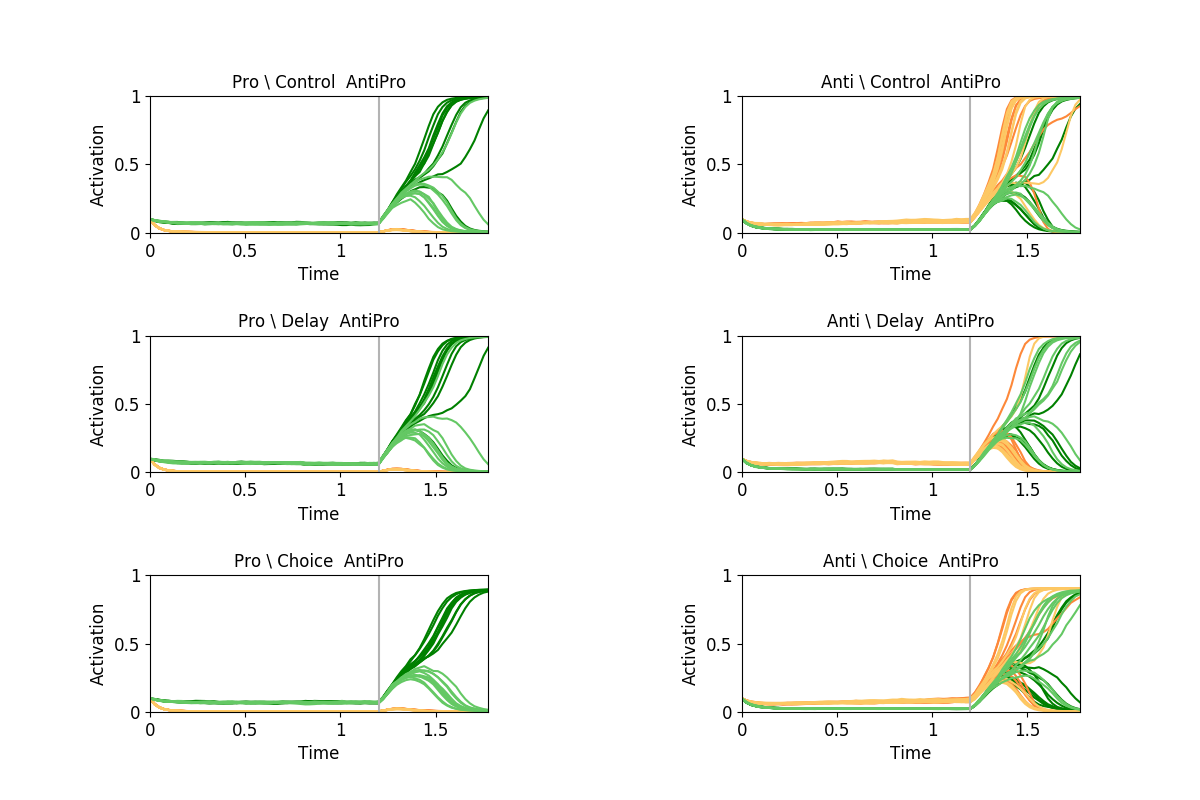 Pro \ Control  AntiPro
1
0.5
0
Activation
0 0.5 1 1.5
Time
Anti \ Control  AntiPro
1
0.5
0
Activation
0 0.5 1 1.5
Time
Pro \ Delay  AntiPro
1
0.5
0
Activation
0 0.5 1 1.5
Time
Anti \ Delay  AntiPro
1
0.5
0
Activation
0 0.5 1 1.5
Time
Pro \ Choice  AntiPro
1
0.5
0
Activation
0 0.5 1 1.5
Time
Anti \ Choice  AntiPro
1
0.5
0
Activation
0 0.5 1 1.5
Time